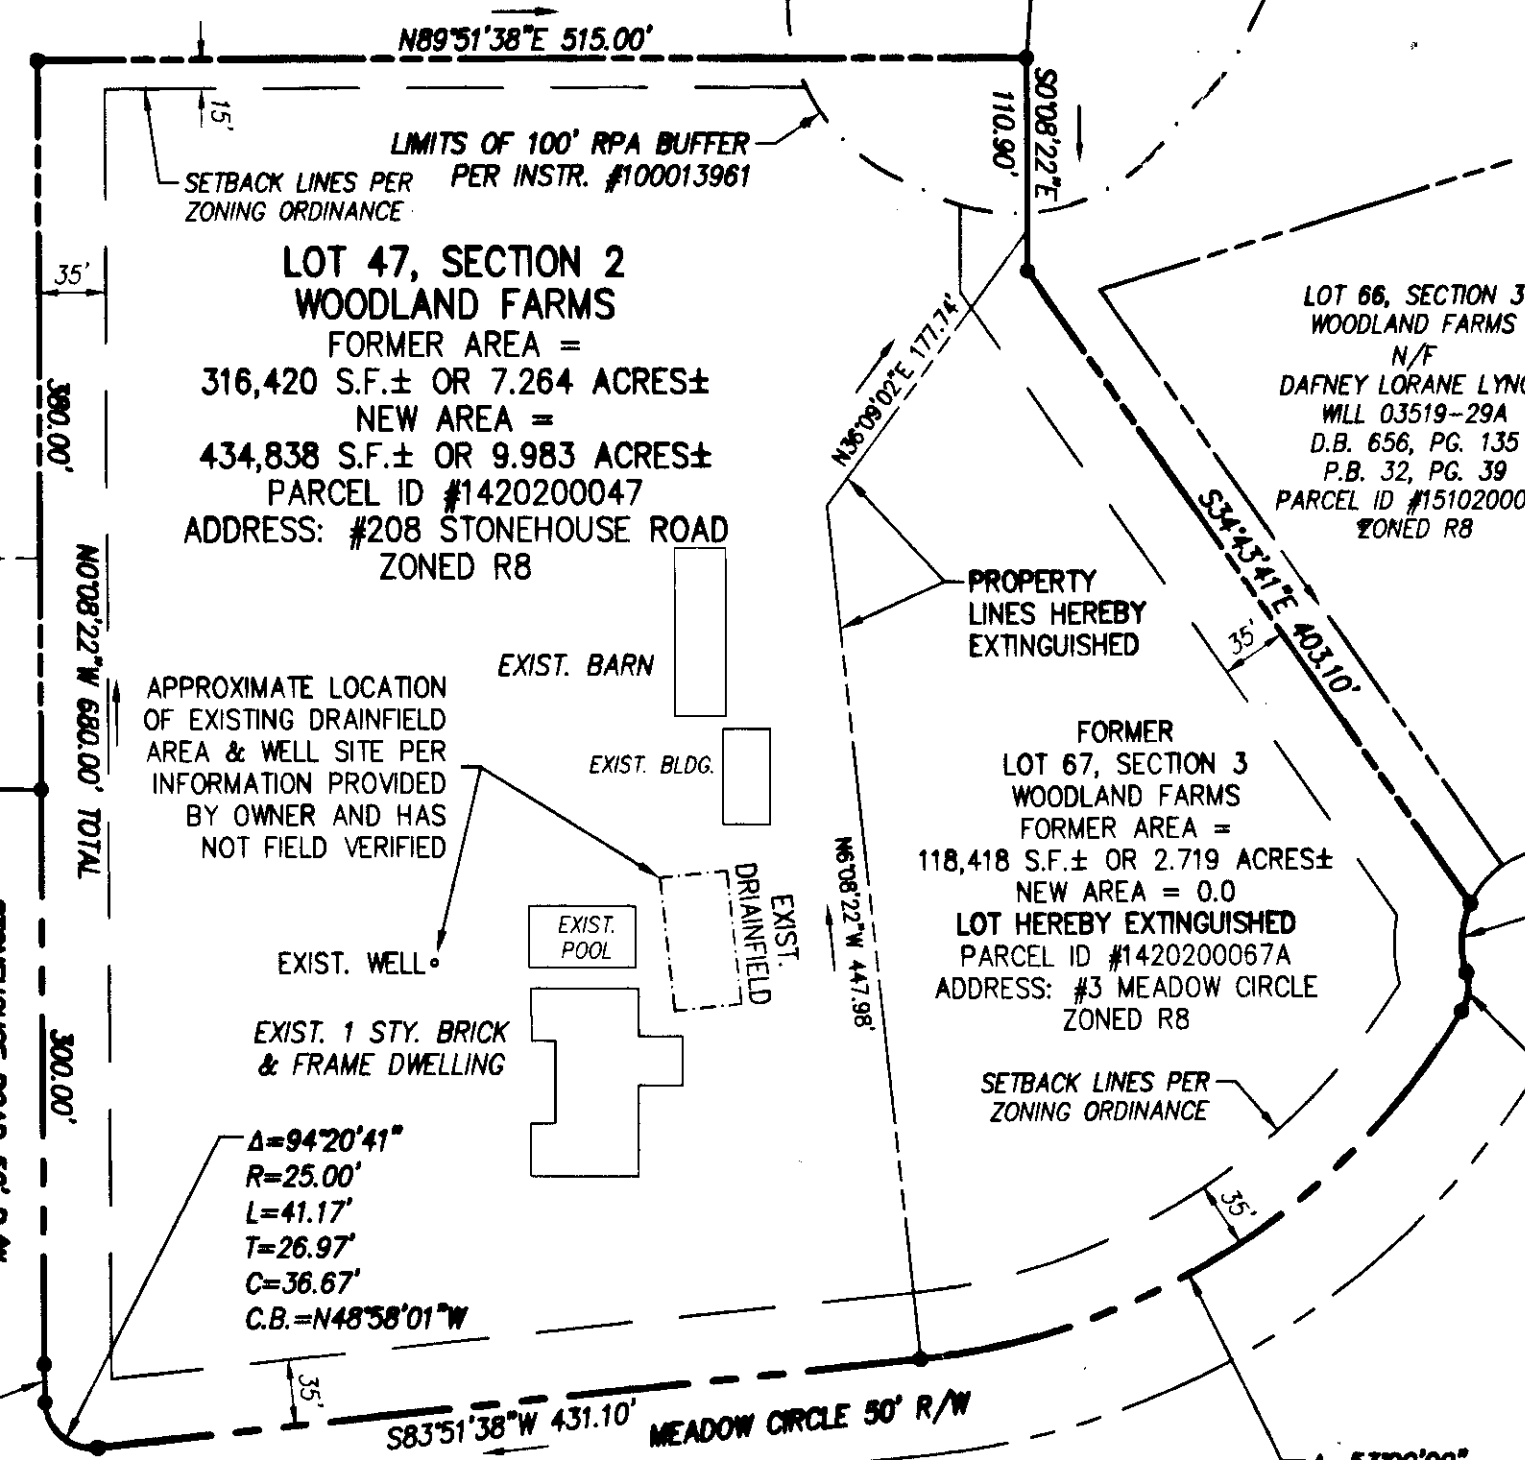 N89°51'38"E 515.00'
S0°08'22"E
110.90'
15'
LIMITS OF 100' RPA BUFFER
PER INSTR. #100013961
SETBACK LINES PER
ZONING ORDINANCE
35'
LOT 47, SECTION 2
WOODLAND FARMS
FORMER AREA =
316,420 S.F.± OR 7.264 ACRES±
NEW AREA =
434,838 S.F.± OR 9.983 ACRES±
PARCEL ID #1420200047
ADDRESS: #208 STONEHOUSE ROAD
ZONED R8
LOT 66, SECTION 3
WOODLAND FARMS
N/F
DAFNEY LORANE
WILL 03519-29A
D.B. 656, PG. 135
P.B. 32, PG. 39
PARCEL ID
ZONED R8
N36°09'02"E 177.74'
S34°43'41"E 403.10'
35'
380.00'
N0°08'22"W 680.00' TOTAL
300.00'
PROPERTY
LINES HEREBY
EXTINGUISHED
EXIST. BARN
APPROXIMATE LOCATION
OF EXISTING DRAINFIELD
AREA & WELL SITE PER
INFORMATION PROVIDED
BY OWNER AND HAS
NOT FIELD VERIFIED
EXIST. BLDG.
FORMER
LOT 67, SECTION 3
WOODLAND FARMS
FORMER AREA =
118,418 S.F.± OR 2.719 ACRES±
NEW AREA = 0.0
LOT HEREBY EXTINGUISHED
PARCEL ID #1420200067A
ADDRESS: #3 MEADOW CIRCLE
ZONED R8
N6°08'22"W 447.98'
EXIST.
DRAINFIELD
EXIST.
POOL
EXIST. WELL
EXIST. 1 STY. BRICK
& FRAME DWELLING
SETBACK LINES PER
ZONING ORDINANCE
35'
Δ=94°20'41"
R=25.00'
L=41.17'
T=26.97'
C=36.67'
C.B.=N48°58'01"W
35'
S83°51'38"W 431.10'
MEADOW CIRCLE 50' R/W